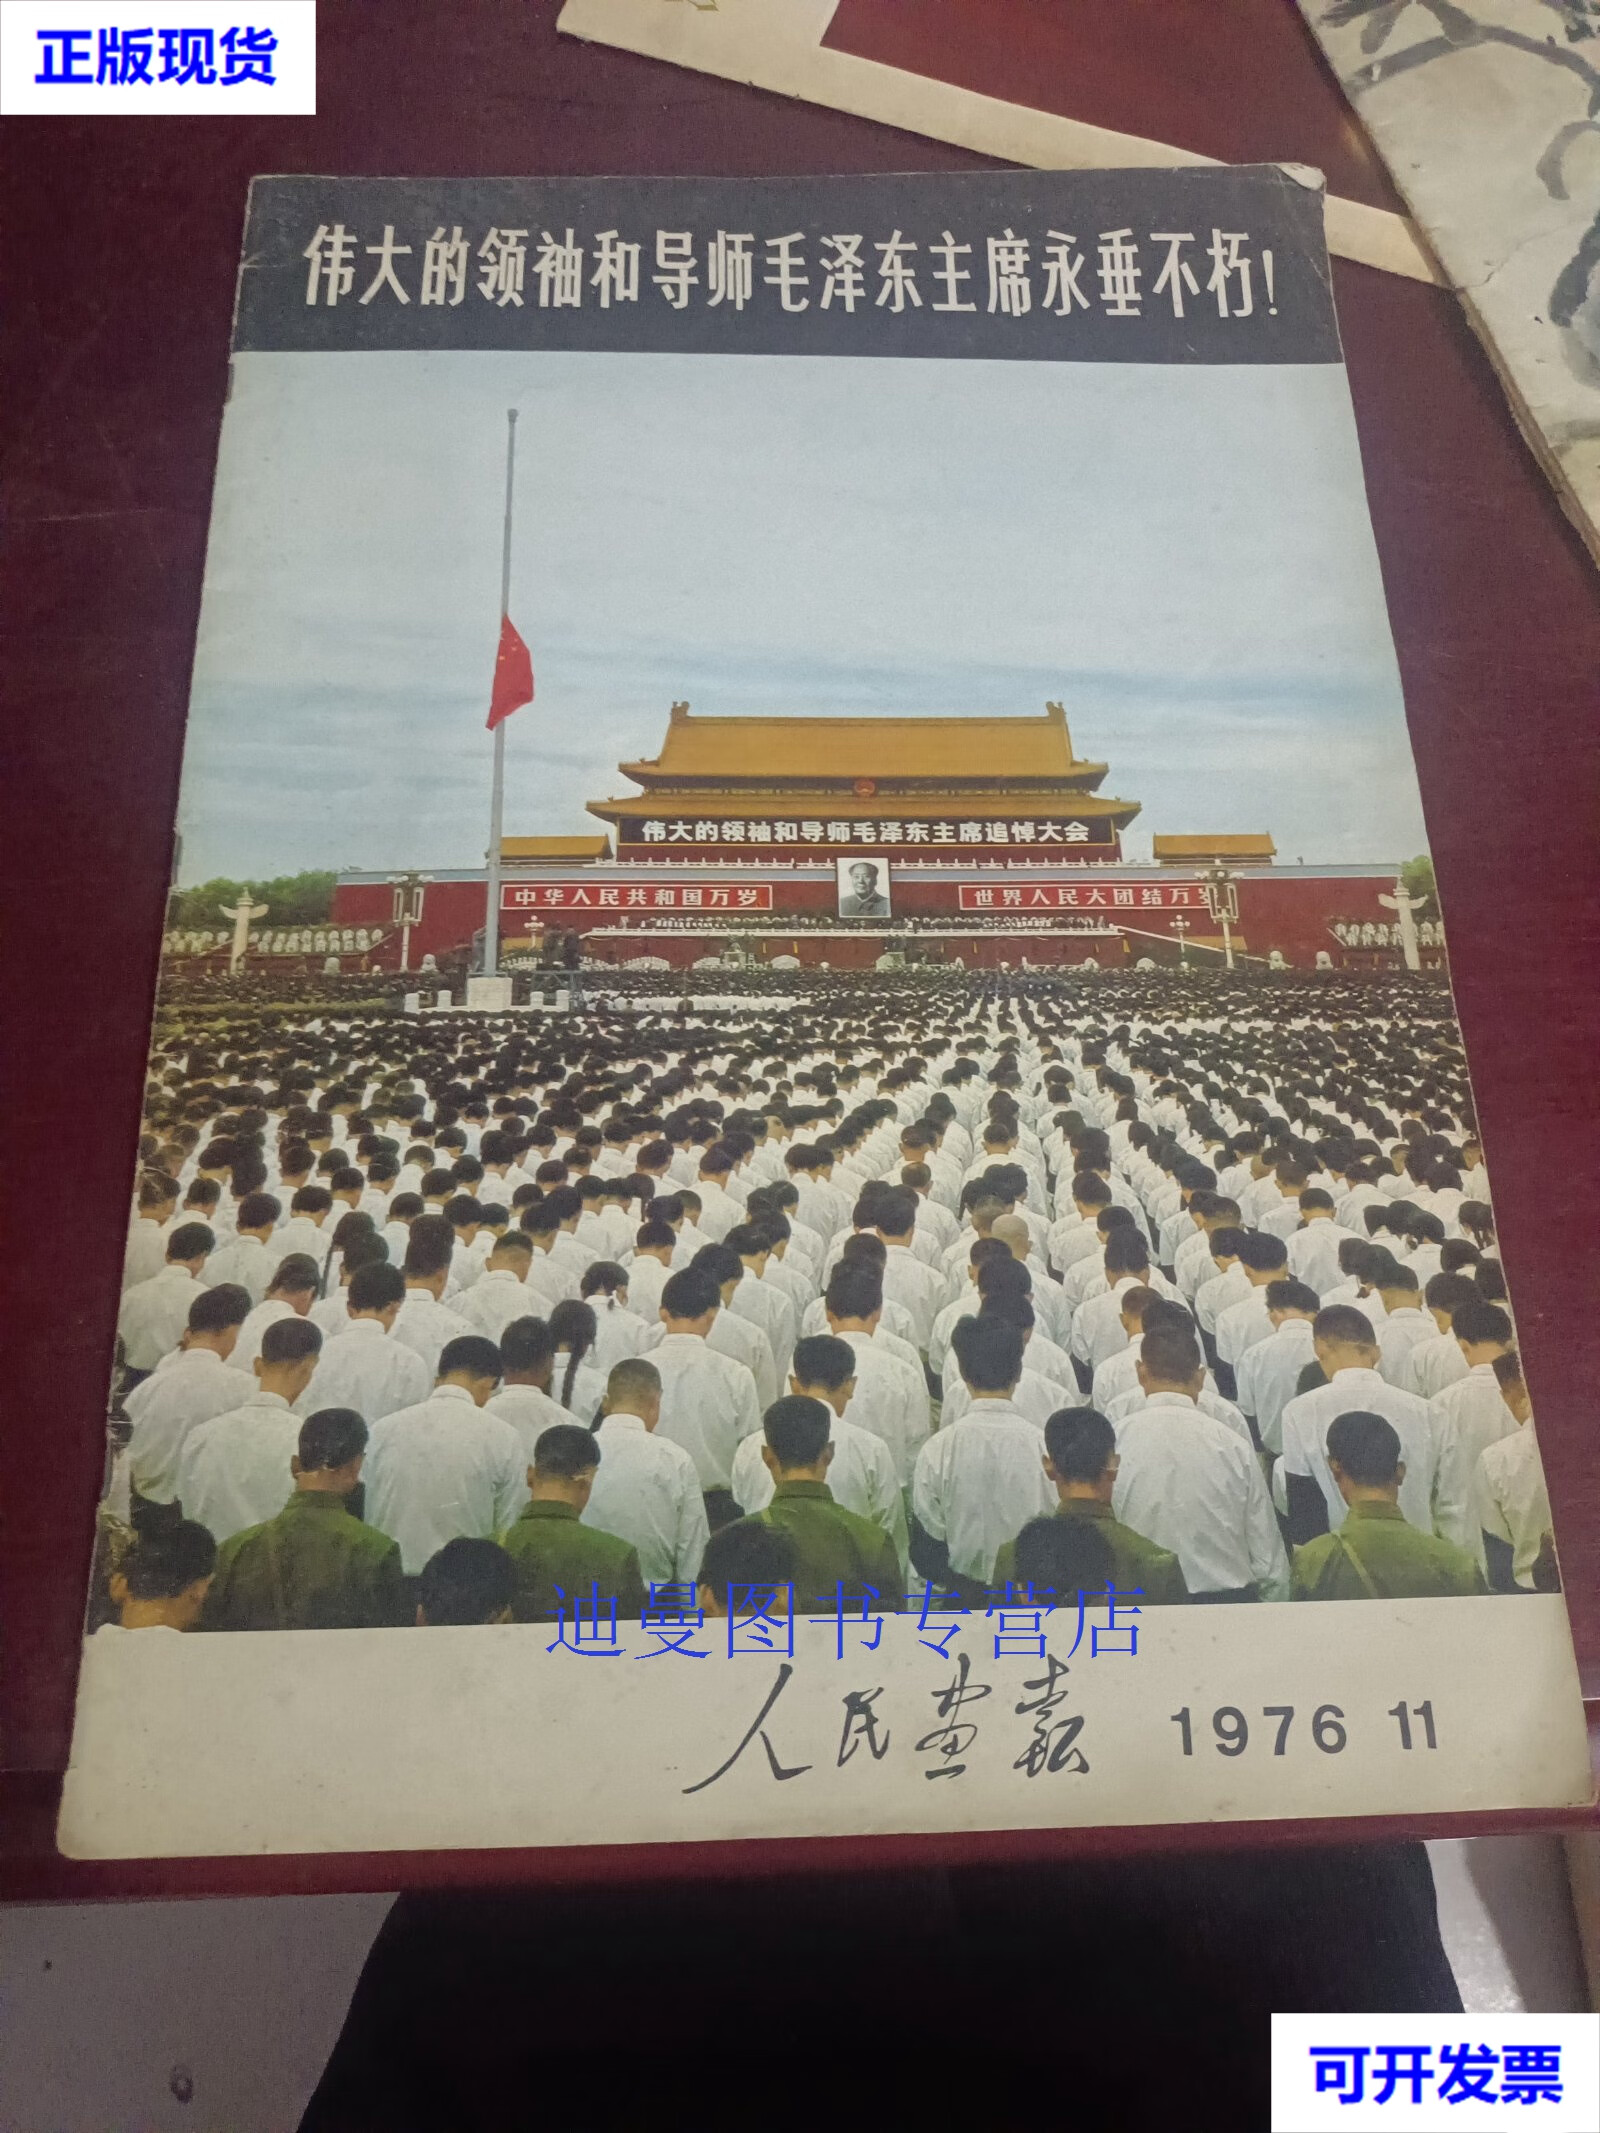 正版现货
伟大的领袖和导师毛泽东主席永垂不朽!
伟大的领袖和导师毛泽东主席追悼大会
中华人民共和国万岁
世界人民大团结万岁
迪曼图书专营店
人民画报 1976 11
可开发票